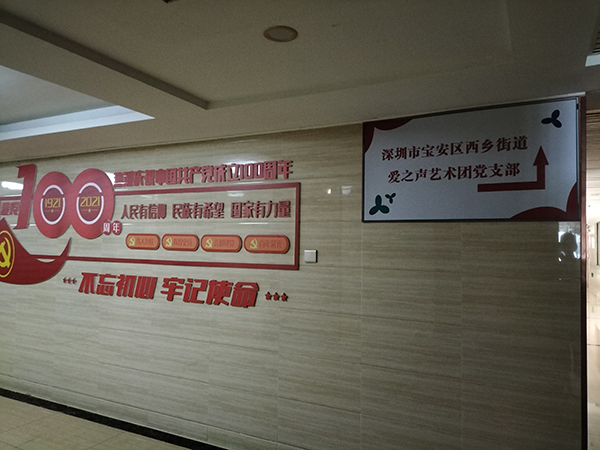 100
1921
2021
周年
热烈庆祝中国共产党成立100周年
人民有信仰 民族有希望 国家有力量
不忘初心 牢记使命
深圳市宝安区西乡街道
爱之声艺术团党支部